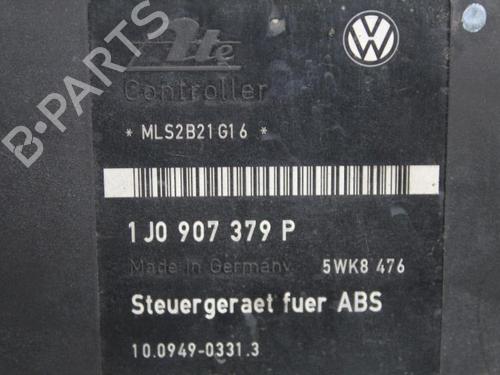 Ate
Controller
* MLS2B21G16 *
1J0 907 379 P
Made in Germany 5WK8 476
Steuergeraet fuer ABS
10.0949-0331.3
B-PARTS